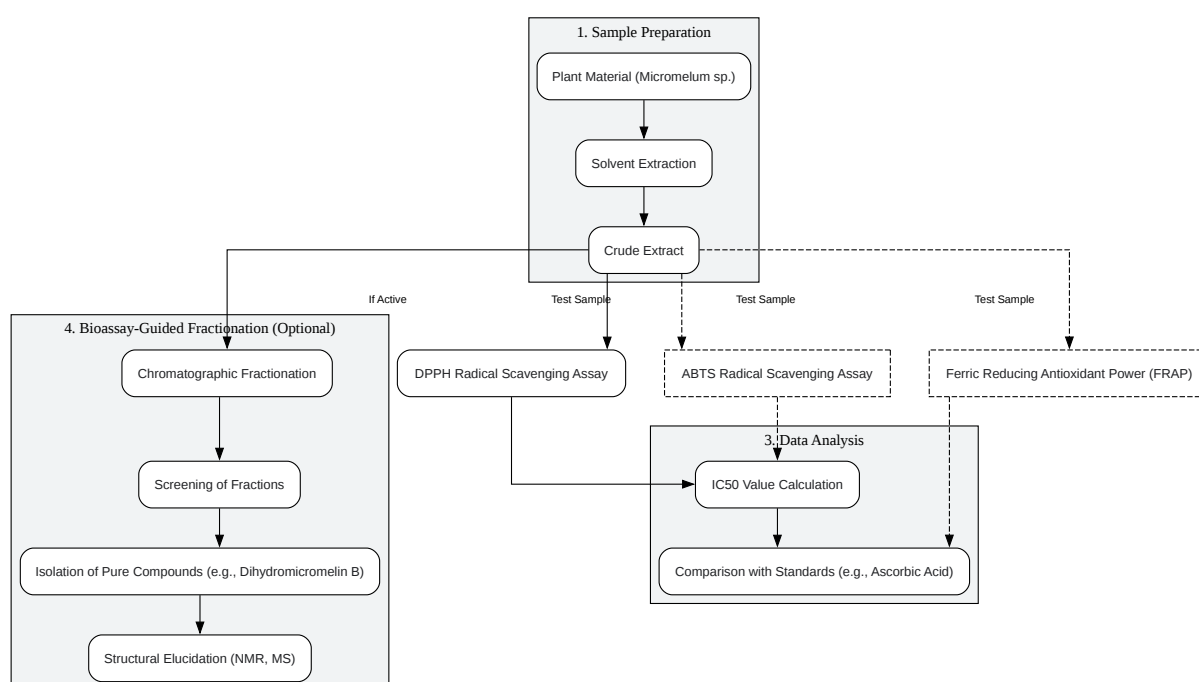 1. Sample Preparation
Plant Material (Micromelum sp.)
Solvent Extraction
Crude Extract
If Active
Test Sample
Test Sample
Test Sample
4. Bioassay-Guided Fractionation (Optional)
Chromatographic Fractionation
DPPH Radical Scavenging Assay
ABTS Radical Scavenging Assay
Ferric Reducing Antioxidant Power (FRAP)
3. Data Analysis
Screening of Fractions
IC50 Value Calculation
Isolation of Pure Compounds (e.g., Dihydromicromelin B)
Comparison with Standards (e.g., Ascorbic Acid)
Structural Elucidation (NMR, MS)